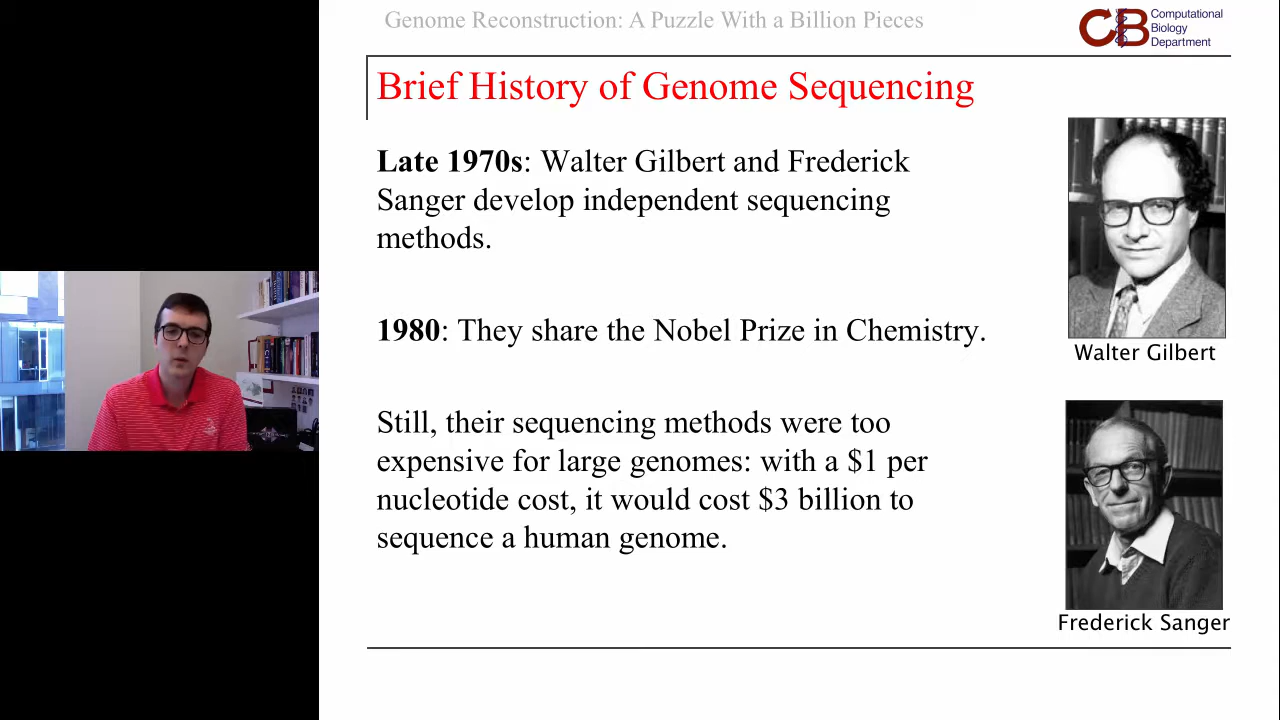 Genome Reconstruction: A Puzzle With a Billion Pieces
CB
Computational
Biology
Department
Brief History of Genome Sequencing
Late 1970s: Walter Gilbert and Frederick
Sanger develop independent sequencing
methods.
1980: They share the Nobel Prize in Chemistry.
Still, their sequencing methods were too
expensive for large genomes: with a $1 per
nucleotide cost, it would cost $3 billion to
sequence a human genome.
Walter Gilbert
Frederick Sanger